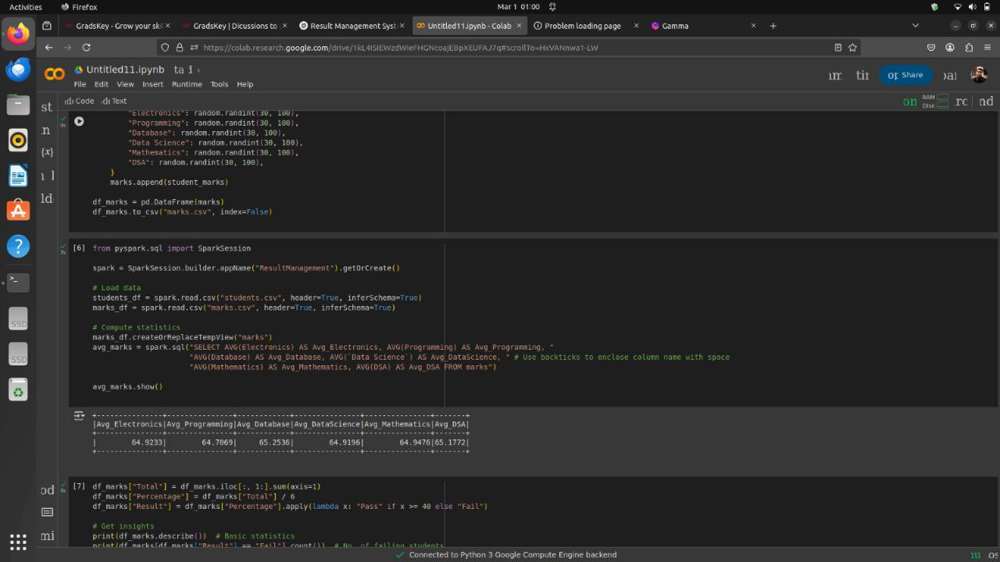 Activities
Firefox
Mar 1 01:00
GradsKey - Grow your skil
GradsKey | Dicussions to
Result Management Syst
Untitled11.ipynb - Colab
Problem loading page
Gamma
https://colab.research.google.com/drive/1kL4ISIEWzdWieFHGNcoajEBpXEUFAJ7q#scrollTo=HxVANnwa1-LW
Untitled11.ipynb
File Edit View Insert Runtime Tools Help
Share
Code Text
RAM
Disk
"Electronics": random.randint(30, 100),
"Programming": random.randint(30, 100),
"Database": random.randint(30, 100),
"Data Science": random.randint(30, 100),
"Mathematics": random.randint(30, 100),
"DSA": random.randint(30, 100),
}
marks.append(student_marks)
df_marks = pd.DataFrame(marks)
df_marks.to_csv("marks.csv", index=False)
[6] from pyspark.sql import SparkSession
spark = SparkSession.builder.appName("ResultManagement").getOrCreate()
# Load data
students_df = spark.read.csv("students.csv", header=True, inferSchema=True)
marks_df = spark.read.csv("marks.csv", header=True, inferSchema=True)
# Compute statistics
marks_df.createOrReplaceTempView("marks")
avg_marks = spark.sql("SELECT AVG(Electronics) AS Avg_Electronics, AVG(Programming) AS Avg_Programming, "
"AVG(Database) AS Avg_Database, AVG(`Data Science`) AS Avg_DataScience, " # Use backticks to enclose column name with space
"AVG(Mathematics) AS Avg_Mathematics, AVG(DSA) AS Avg_DSA FROM marks")
avg_marks.show()
+---------------+---------------+------------+---------------+---------------+-------+
|Avg_Electronics|Avg_Programming|Avg_Database|Avg_DataScience|Avg_Mathematics|Avg_DSA|
+---------------+---------------+------------+---------------+---------------+-------+
| 64.9233| 64.7069| 65.2536| 64.9196| 64.9476|65.1772|
+---------------+---------------+------------+---------------+---------------+-------+
[7] df_marks["Total"] = df_marks.iloc[:, 1:].sum(axis=1)
df_marks["Percentage"] = df_marks["Total"] / 6
df_marks["Result"] = df_marks["Percentage"].apply(lambda x: "Pass" if x >= 40 else "Fail")
# Get insights
print(df_marks.describe()) # Basic statistics
print(df_marks[df_marks["Result"] == "Fail"].count()) # No. of failing students
Connected to Python 3 Google Compute Engine backend